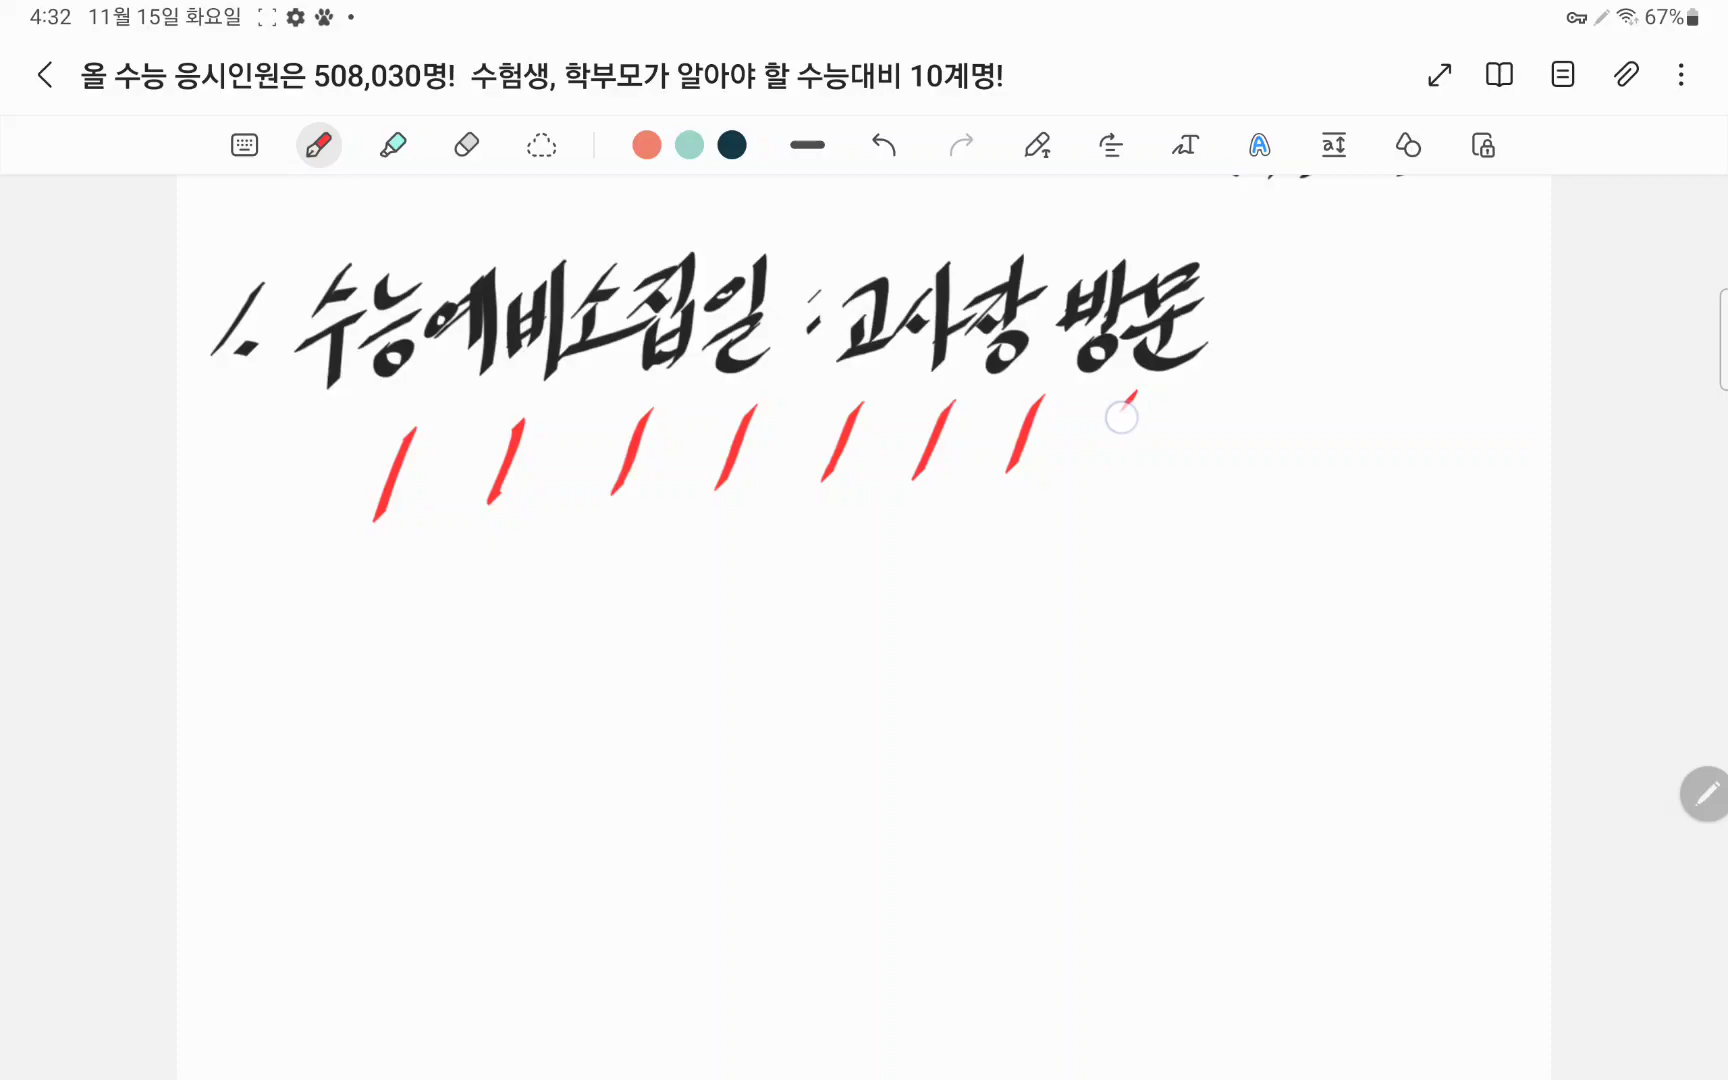 4:32 11월 15일 화요일
67%
올 수능 응시인원은 508,030명! 수험생, 학부모가 알아야 할 수능대비 10계명!
1. 수능예비소집일 : 고사장 방문